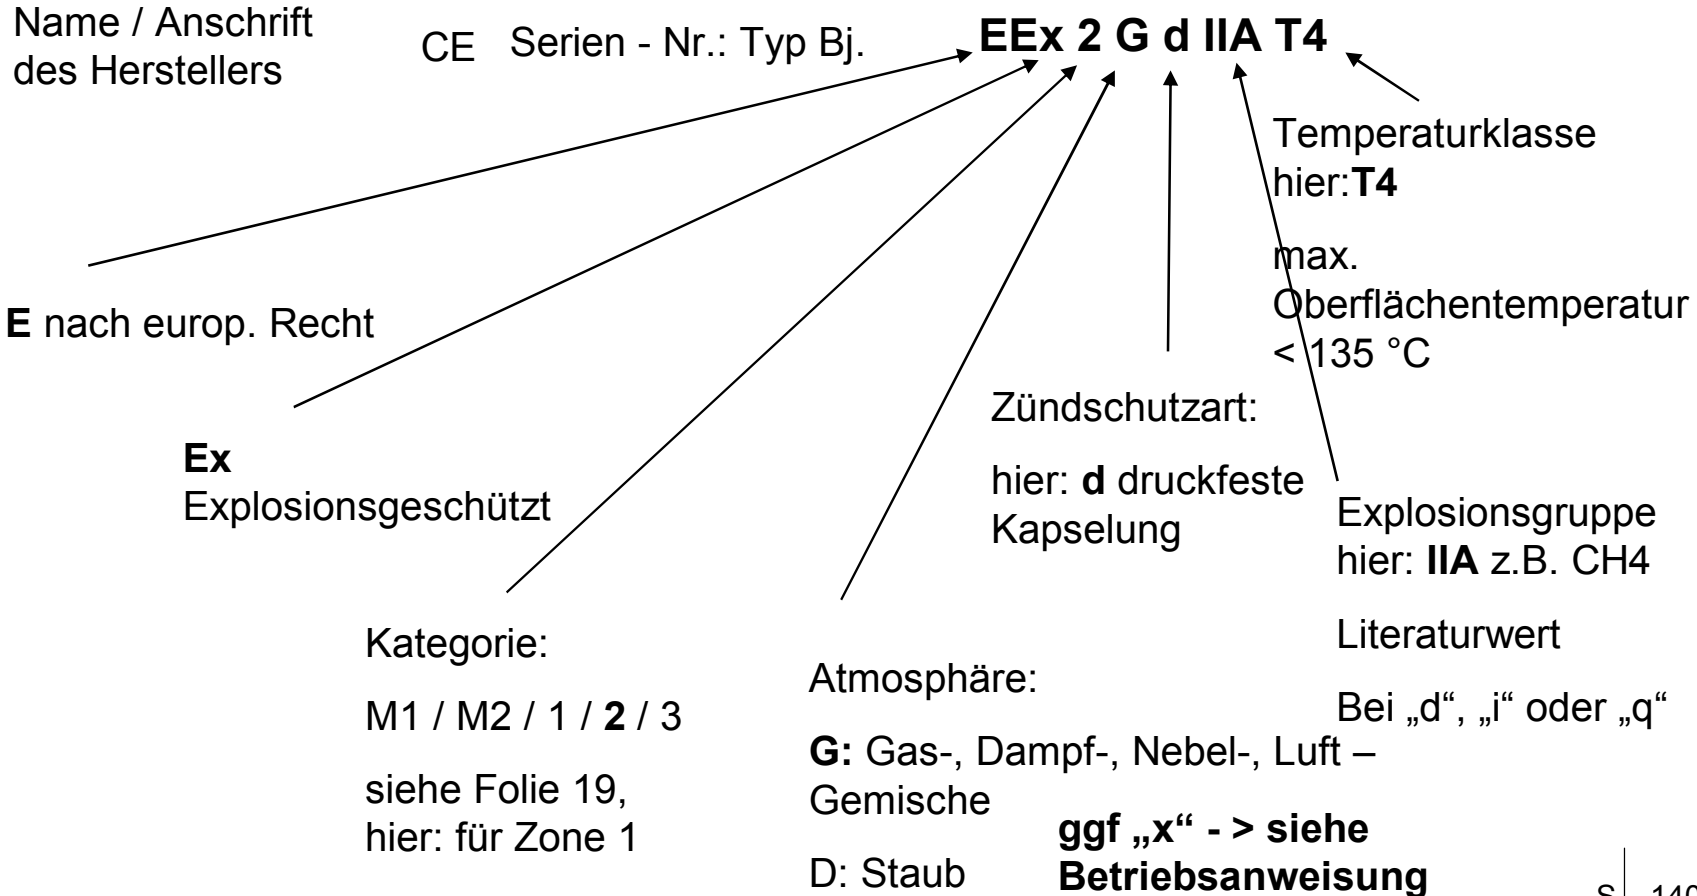 Name / Anschrift
des Herstellers
CE
Serien - Nr.: Typ Bj.
EEx 2 G d IIA T4
Temperaturklasse
hier:T4
max.
Oberflächentemperatur
< 135 °C
E nach europ. Recht
Ex
Explosionsgeschützt
Zündschutzart:
hier: d druckfeste
Kapselung
Explosionsgruppe
hier: IIA z.B. CH4
Literaturwert
Bei „d“, „i“ oder „q“
Kategorie:
M1 / M2 / 1 / 2 / 3
siehe Folie 19,
hier: für Zone 1
Atmosphäre:
G: Gas-, Dampf-, Nebel-, Luft –
Gemische
D: Staub
ggf „x“ - > siehe
Betriebsanweisung